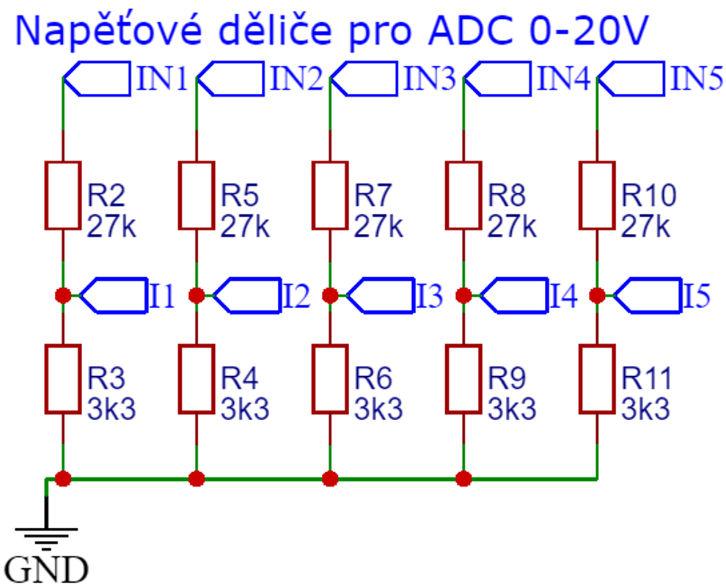 Napěťové děliče pro ADC 0-20V
IN1 IN2 IN3 IN4 IN5
R2 R5 R7 R8 R10
27k 27k 27k 27k 27k
I1 I2 I3 I4 I5
R3 R4 R6 R9 R11
3k3 3k3 3k3 3k3 3k3
GND